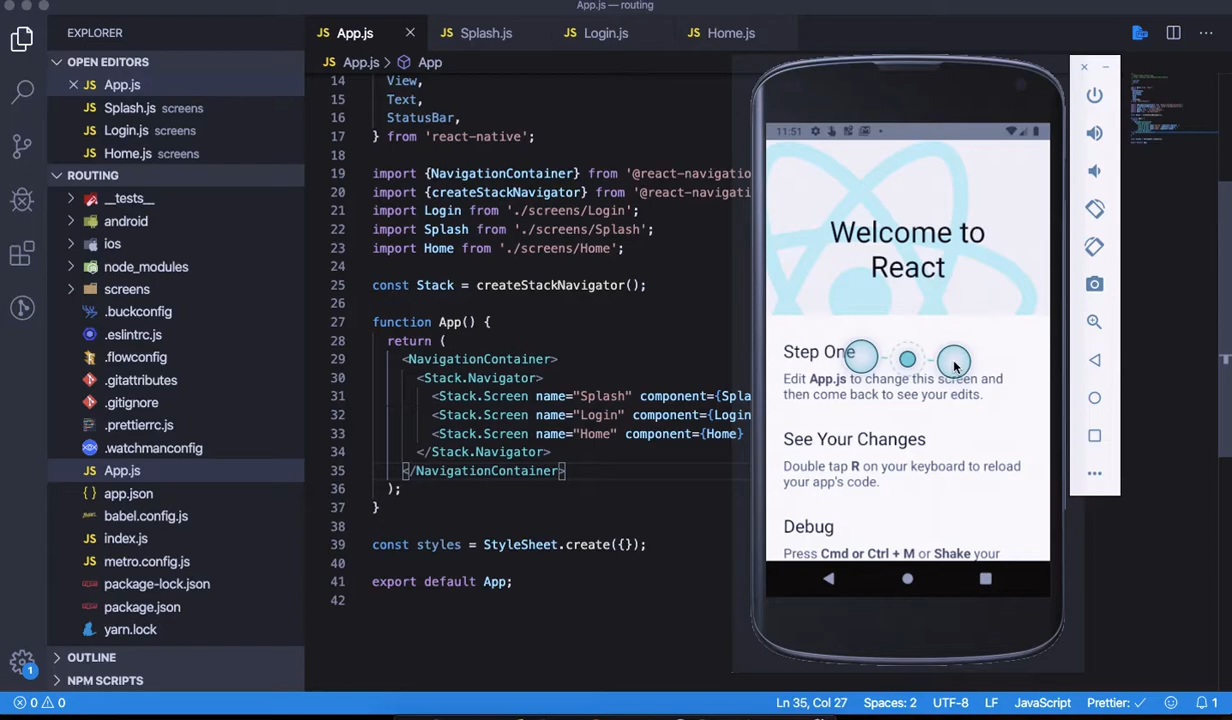 App.js — routing
EXPLORER
OPEN EDITORS
JS App.js
JS Splash.js screens
JS Login.js screens
JS Home.js screens
ROUTING
__tests__
android
ios
node_modules
screens
.buckconfig
.eslintrc.js
.flowconfig
.gitattributes
.gitignore
.prettierrc.js
.watchmanconfig
JS App.js
{ } app.json
babel.config.js
JS index.js
JS metro.config.js
package-lock.json
package.json
yarn.lock
OUTLINE
NPM SCRIPTS
1
JS App.js
JS Splash.js
JS Login.js
JS Home.js
JS App.js > App
14 View,
15 Text,
16 StatusBar,
17 } from 'react-native';
18
19 import {NavigationContainer} from '@react-navigation
20 import {createStackNavigator} from '@react-navigati
21 import Login from './screens/Login';
22 import Splash from './screens/Splash';
23 import Home from './screens/Home';
24
25 const Stack = createStackNavigator();
26
27 function App() {
28 return (
29 <NavigationContainer>
30 <Stack.Navigator>
31 <Stack.Screen name="Splash" component={Spla
32 <Stack.Screen name="Login" component={Login
33 <Stack.Screen name="Home" component={Home}
34 </Stack.Navigator>
35 </NavigationContainer>
36 );
37 }
38
39 const styles = StyleSheet.create({});
40
41 export default App;
42
11:51
Welcome to
React
Step One
Edit App.js to change this screen and
then come back to see your edits.
See Your Changes
Double tap R on your keyboard to reload
your app's code.
Debug
Press Cmd or Ctrl + M or Shake your
0 0 Ln 35, Col 27 Spaces: 2 UTF-8 LF JavaScript Prettier: ✓ 1